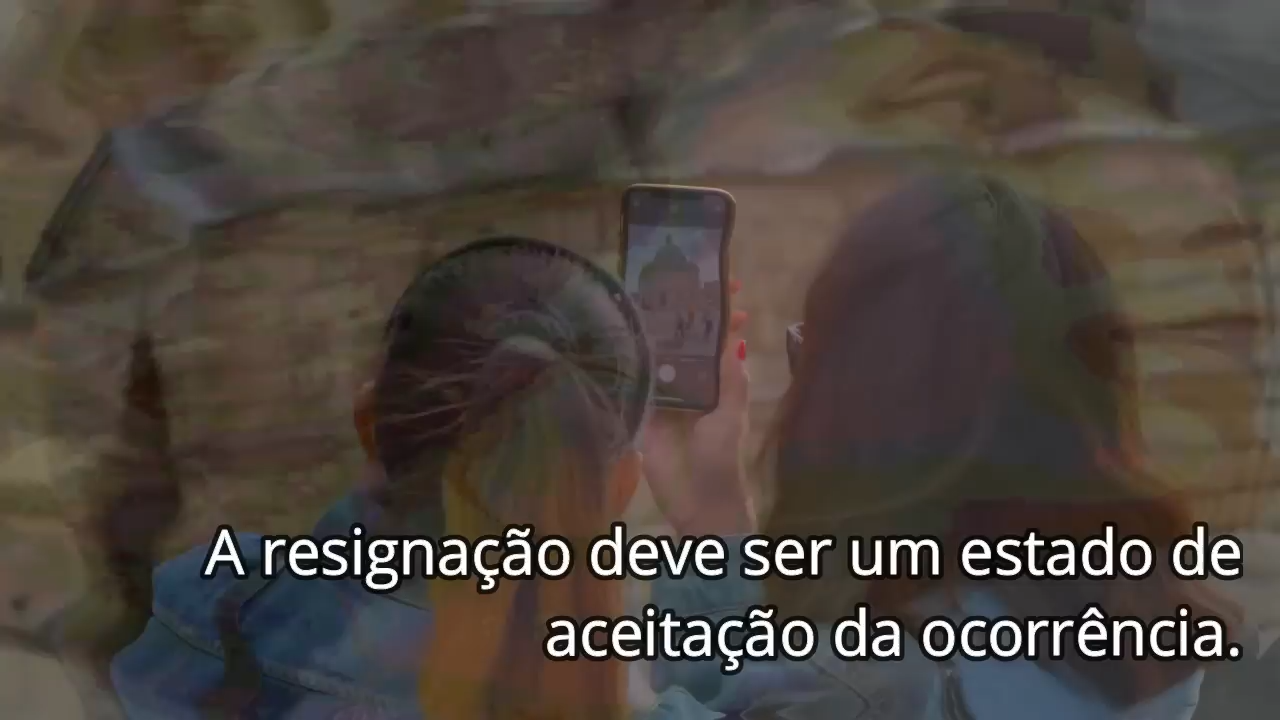 A resignação deve ser um estado de
aceitação da ocorrência.